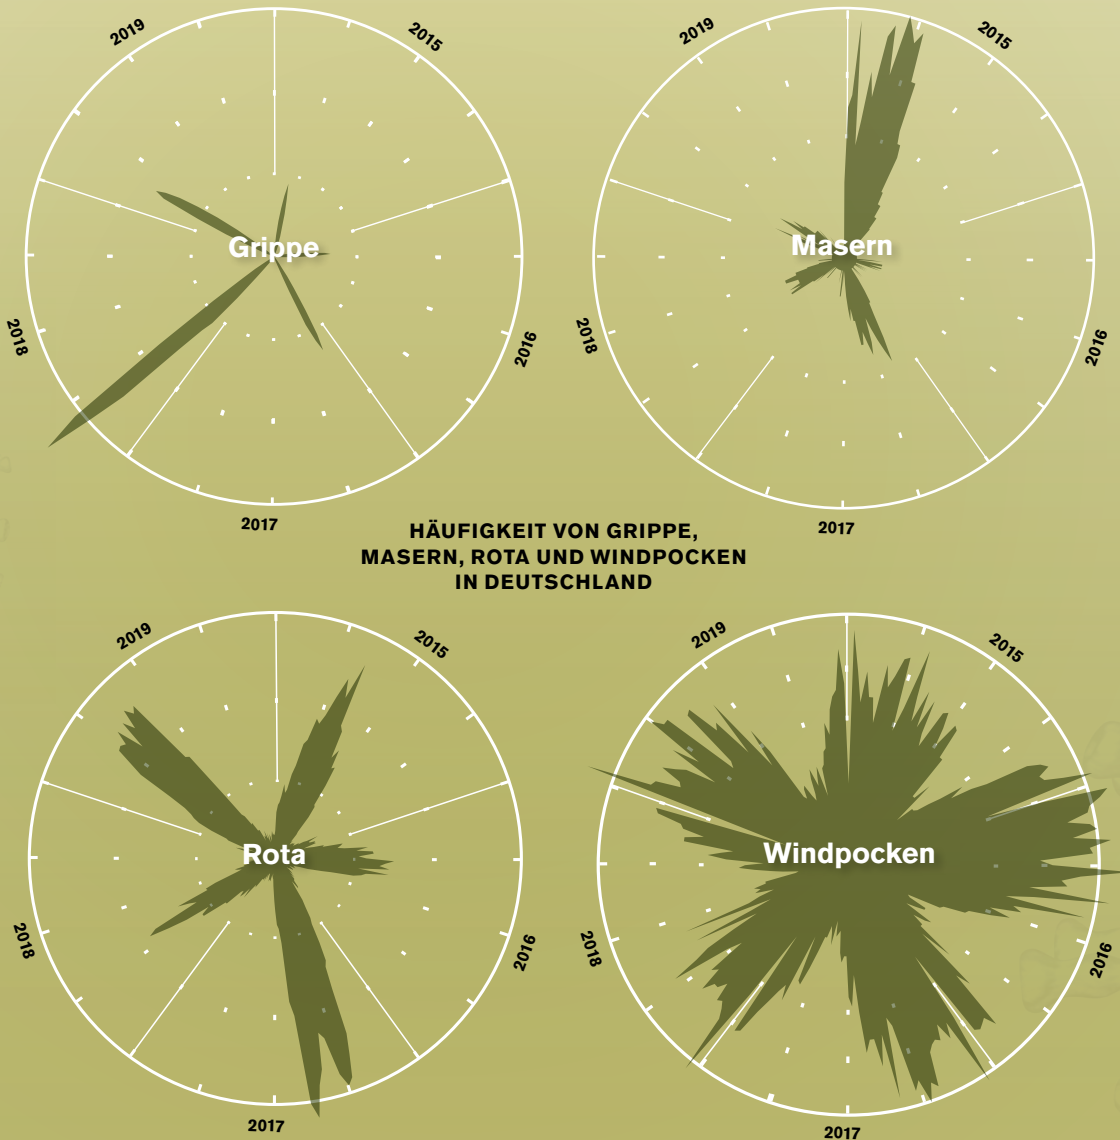 2019
2015
Grippe
2018
2016
2017
2019
2015
Masern
2018
2016
2017
HÄUFIGKEIT VON GRIPPE,
MASERN, ROTA UND WINDPOCKEN
IN DEUTSCHLAND
2019
2015
Rota
2018
2016
2017
2019
2015
Windpocken
2018
2016
2017